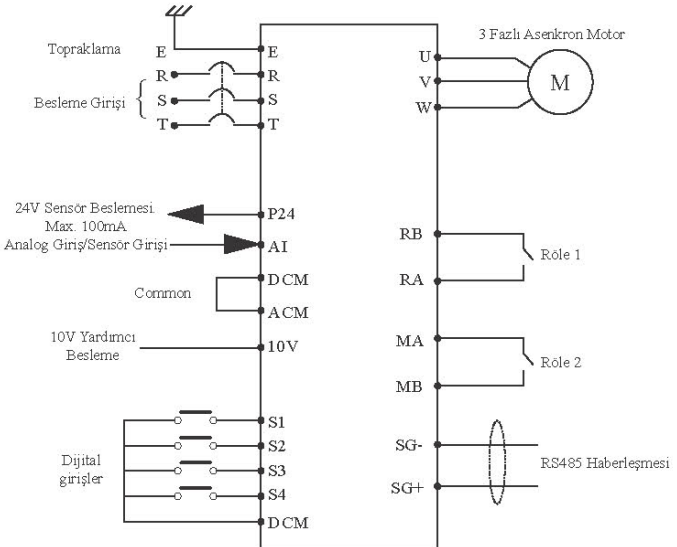 3 Fazlı Asenkron Motor
Topraklama
E
E
U
R
R
V
M
Besleme Girişi
S
S
W
T
T
24V Sensör Beslemesi.
Max. 100mA
P24
Analog Giriş/Sensör Girişi
AI
RB
Röle 1
DCM
RA
Common
ACM
10V Yardımcı
Besleme
10V
MA
Röle 2
MB
S1
S2
SG-
Dijital
girişler
S3
RS485 Haberleşmesi
S4
SG+
DCM